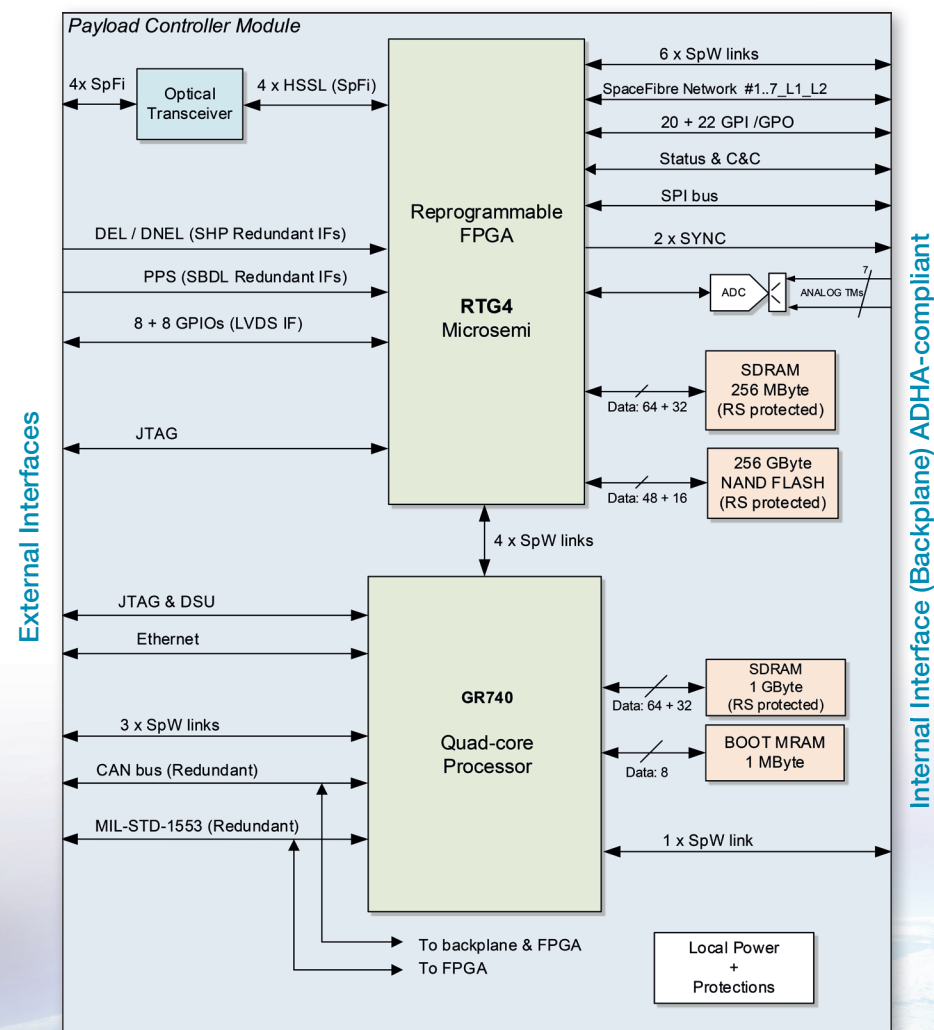 Payload Controller Module
4x SpFi
Optical
Transceiver
4 x HSSL (SpFi)
DEL / DNEL (SHP Redundant IFs)
PPS (SBDL Redundant IFs)
8 + 8 GPIOs (LVDS IF)
JTAG
Reprogrammable
FPGA
RTG4
Microsemi
6 x SpW links
SpaceFibre Network #1..7_L1_L2
20 + 22 GPI /GPO
Status & C&C
SPI bus
2 x SYNC
ADC
7
ANALOG TMs
SDRAM
256 MByte
(RS protected)
Data: 64 + 32
256 GByte
NAND FLASH
(RS protected)
Data: 48 + 16
4 x SpW links
JTAG & DSU
Ethernet
3 x SpW links
CAN bus (Redundant)
MIL-STD-1553 (Redundant)
GR740
Quad-core
Processor
SDRAM
1 GByte
(RS protected)
Data: 64 + 32
BOOT MRAM
1 MByte
Data: 8
1 x SpW link
To backplane & FPGA
To FPGA
Local Power
+
Protections
External Interfaces
Internal Interface (Backplane) ADHA-compliant